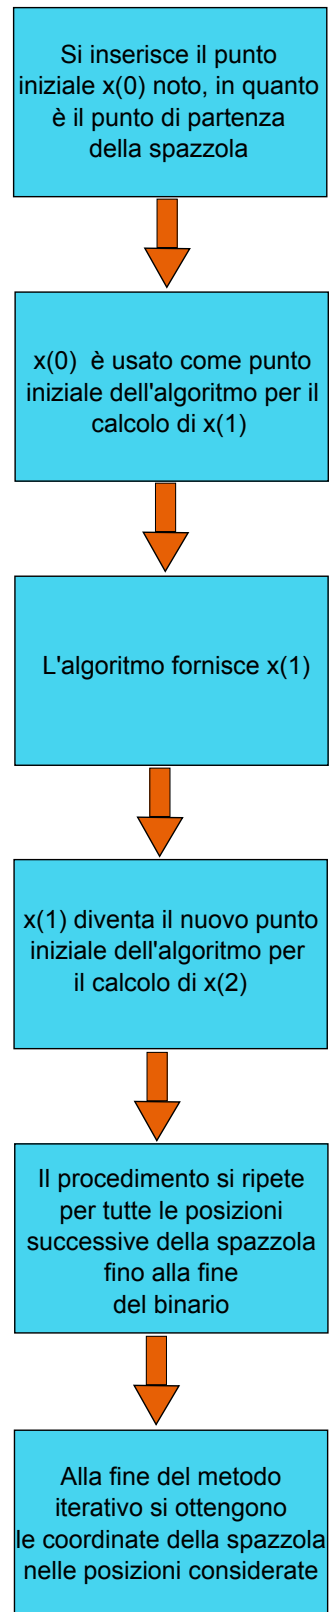 Si inserisce il punto
iniziale x(0) noto, in quanto
è il punto di partenza
della spazzola
x(0) è usato come punto
iniziale dell'algoritmo per il
calcolo di x(1)
L'algoritmo fornisce x(1)
x(1) diventa il nuovo punto
iniziale dell'algoritmo per
il calcolo di x(2)
Il procedimento si ripete
per tutte le posizioni
successive della spazzola
fino alla fine
del binario
Alla fine del metodo
iterativo si ottengono
le coordinate della spazzola
nelle posizioni considerate